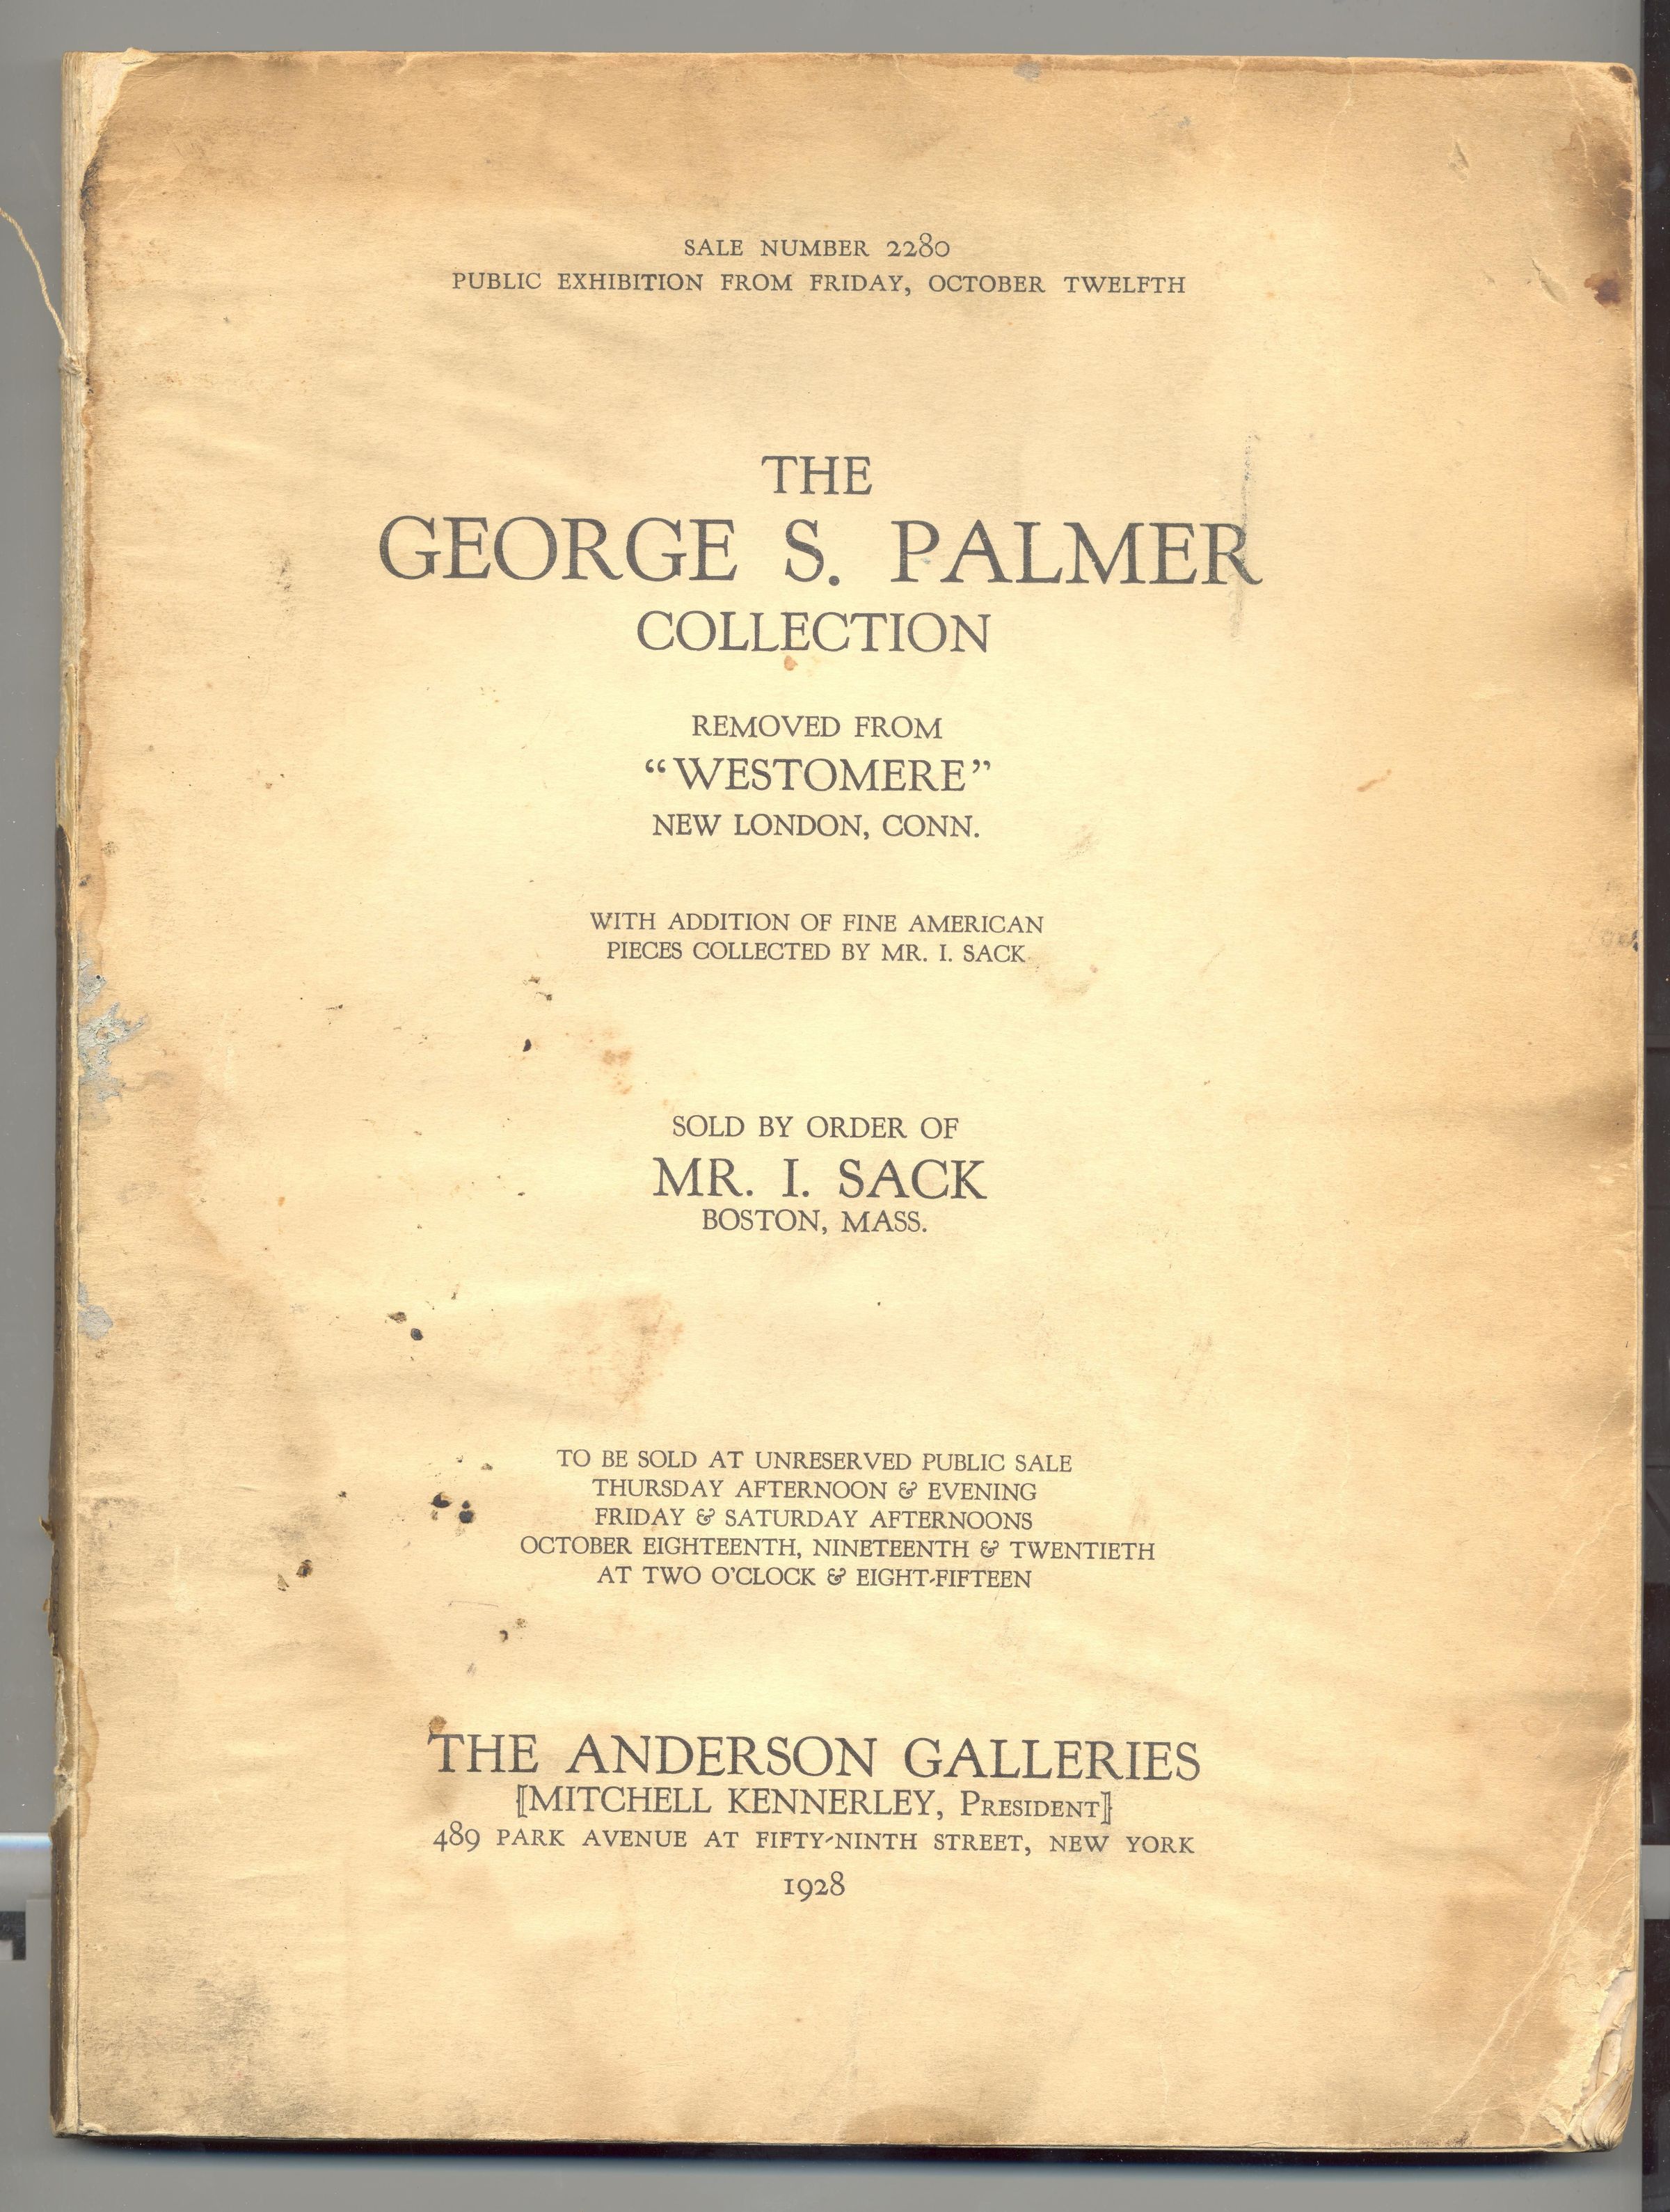 SALE NUMBER 2280
PUBLIC EXHIBITION FROM FRIDAY, OCTOBER TWELFTH
THE
GEORGE S. PALMER
COLLECTION
REMOVED FROM
“WESTOMERE”
NEW LONDON, CONN.
WITH ADDITION OF FINE AMERICAN
PIECES COLLECTED BY MR. I. SACK
SOLD BY ORDER OF
MR. I. SACK
BOSTON, MASS.
TO BE SOLD AT UNRESERVED PUBLIC SALE
THURSDAY AFTERNOON & EVENING
FRIDAY & SATURDAY AFTERNOONS
OCTOBER EIGHTEENTH, NINETEENTH & TWENTIETH
AT TWO O'CLOCK & EIGHT-FIFTEEN
THE ANDERSON GALLERIES
[MITCHELL KENNERLEY, PRESIDENT]
489 PARK AVENUE AT FIFTY-NINTH STREET, NEW YORK
1928